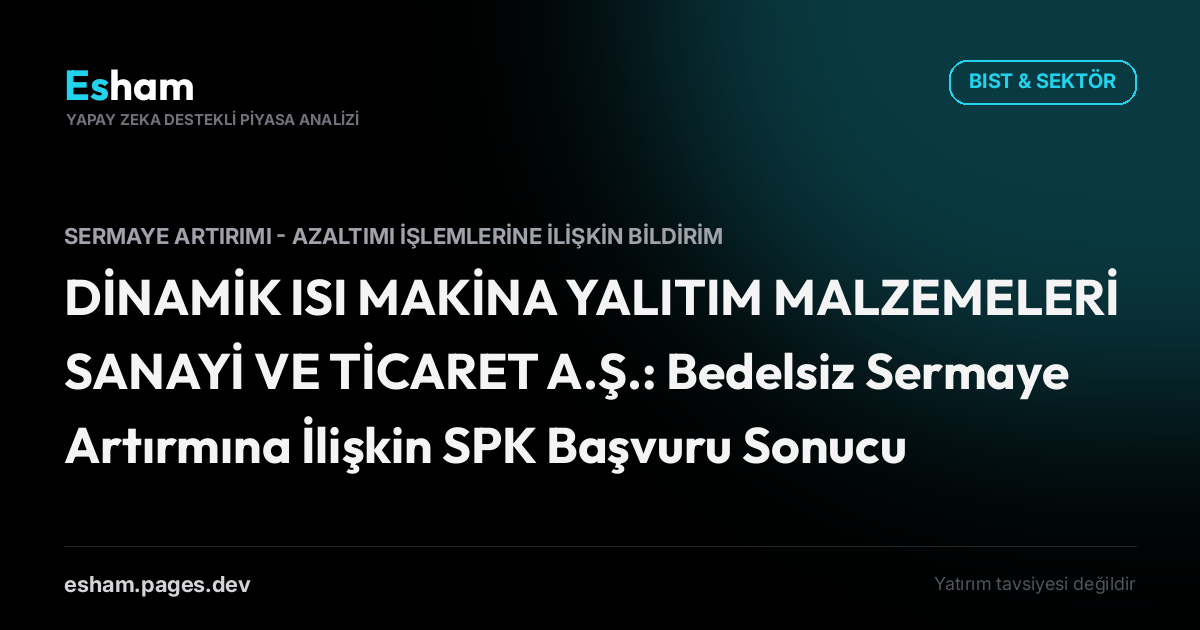 Esham
YAPAY ZEKA DESTEKLİ PİYASA ANALİZİ
BIST & SEKTÖR
SERMAYE ARTIRIMI - AZALTIMI İŞLEMLERİNE İLİŞKİN BİLDİRİM
DİNAMİK ISI MAKİNA YALITIM MALZEMELERİ
SANAYİ VE TİCARET A.Ş.: Bedelsiz Sermaye
Artırmına İlişkin SPK Başvuru Sonucu
esham.pages.dev
Yatırım tavsiyesi değildir